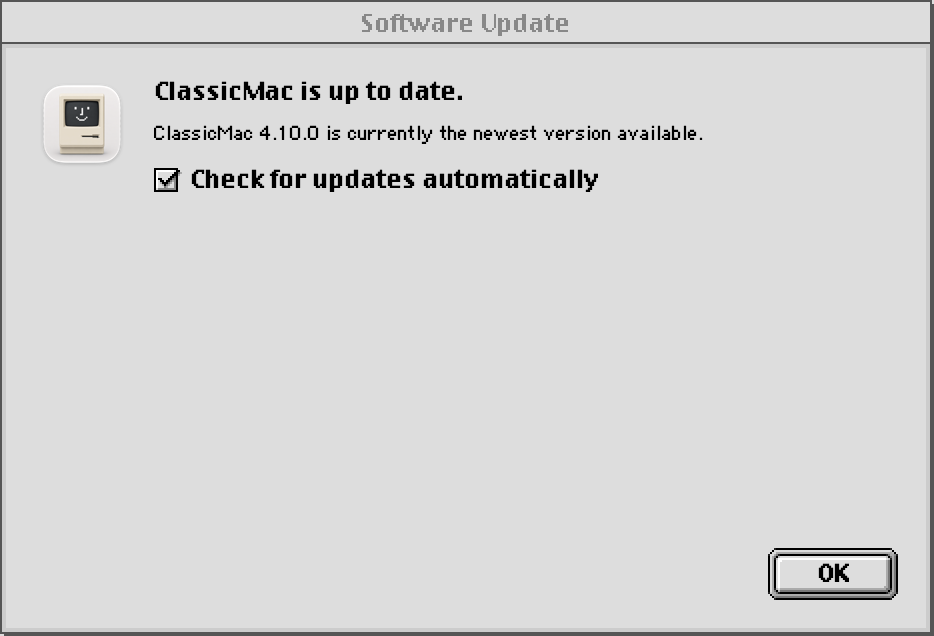 Software Update
ClassicMac is up to date.
ClassicMac 4.10.0 is currently the newest version available.
Check for updates automatically
OK